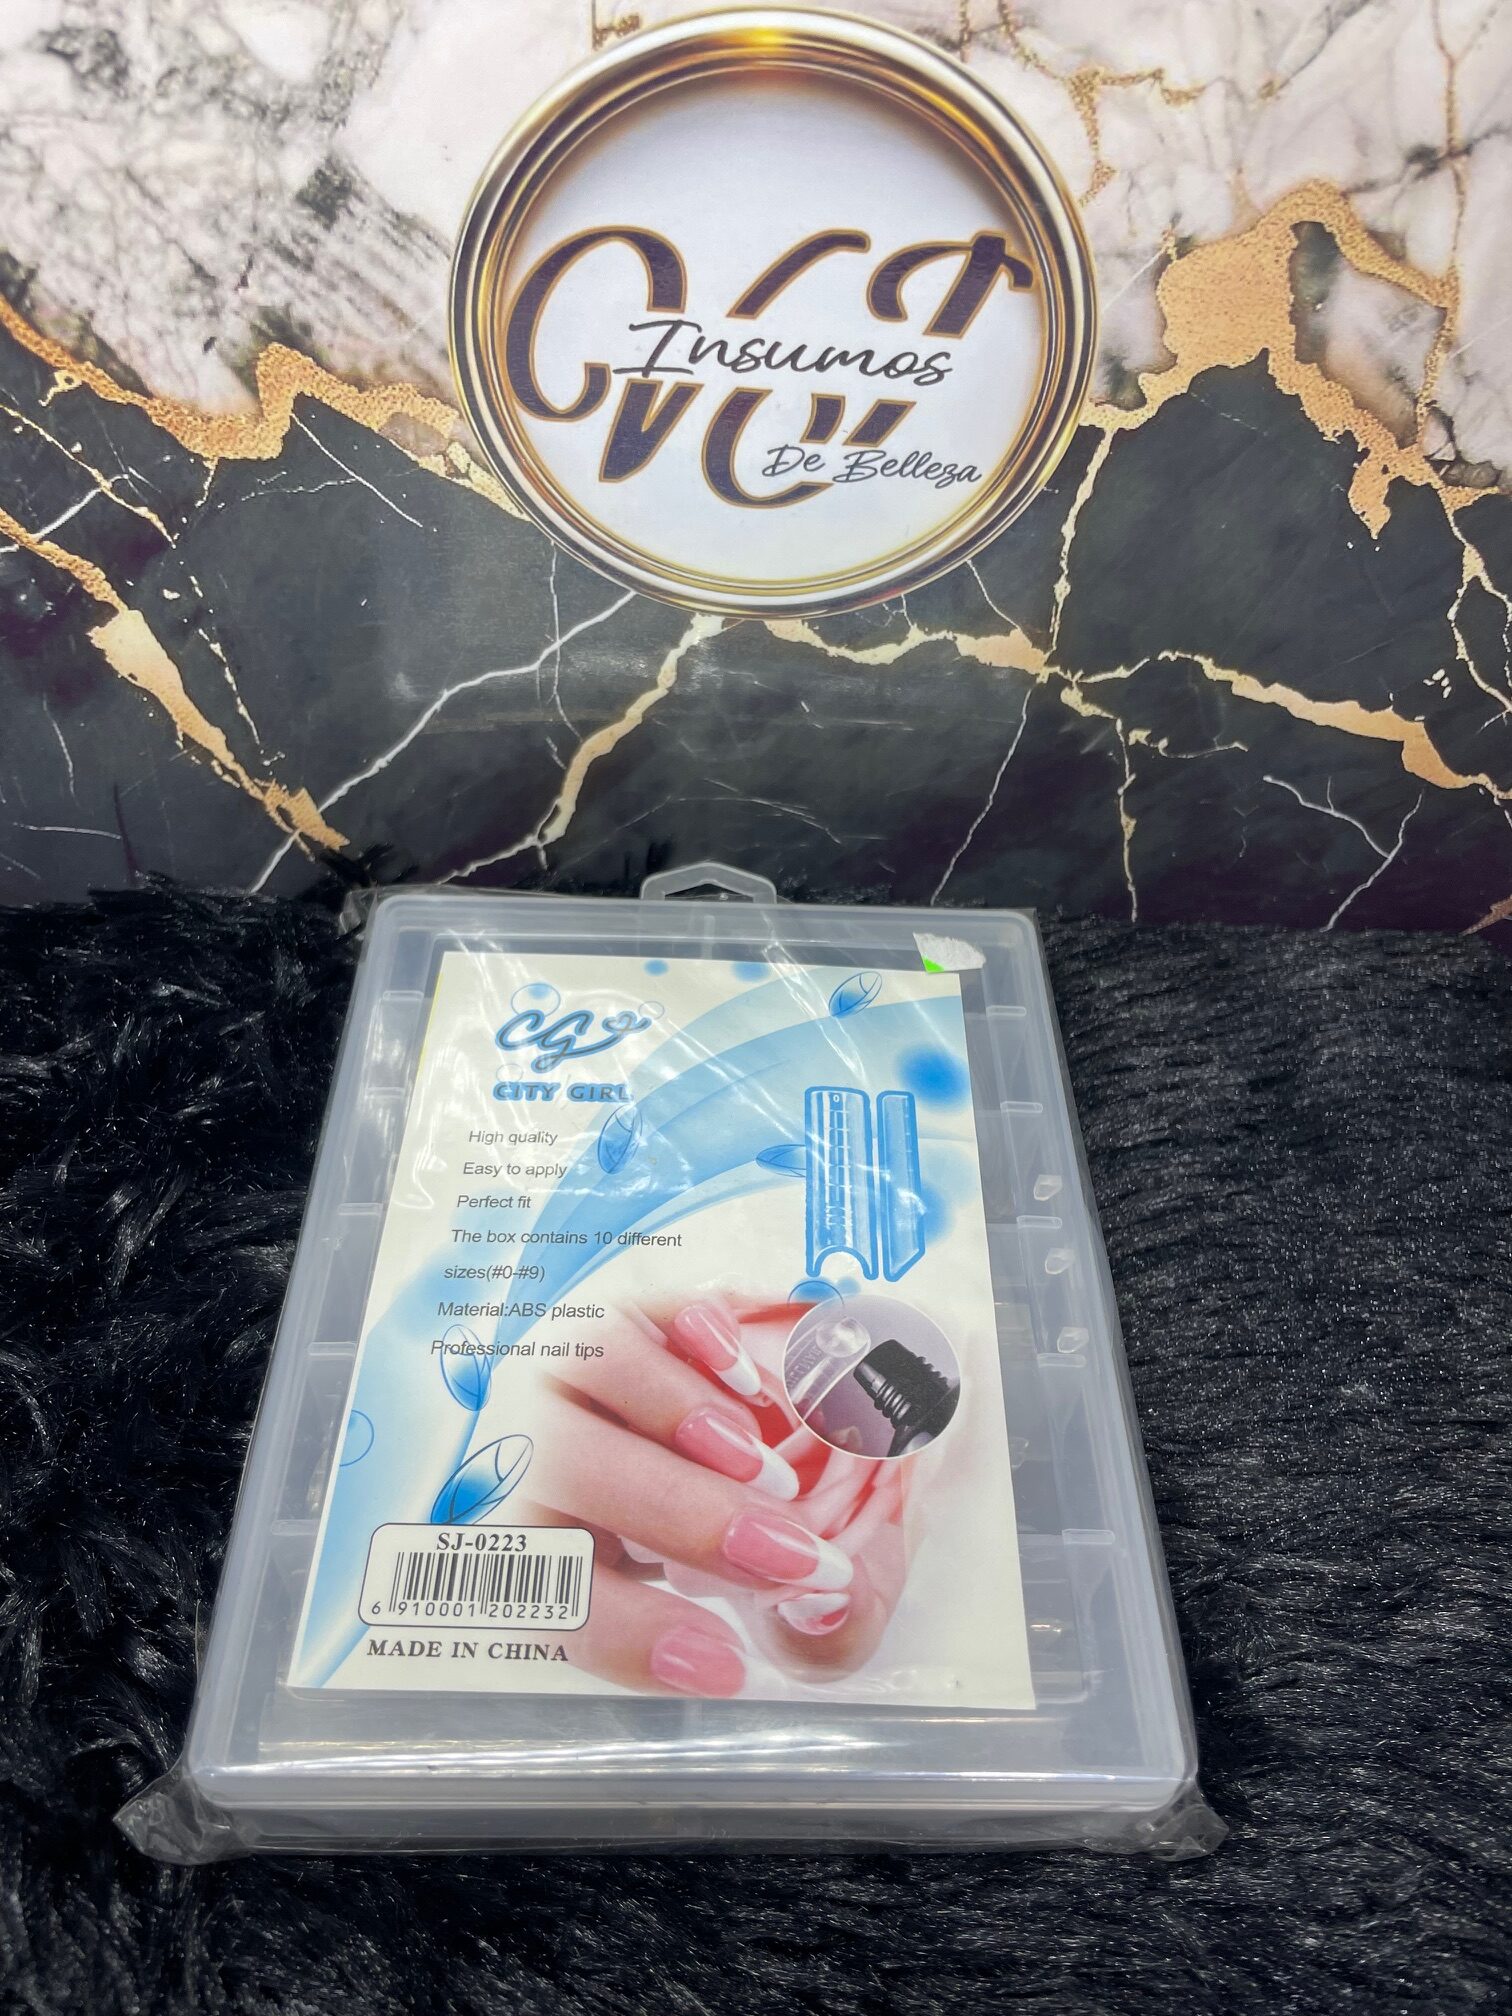 Insumos
De Belleza
CG
CITY GIRL
High quality
Easy to apply
Perfect fit
The box contains 10 different
sizes(#0-#9)
Material:ABS plastic
Professional nail tips
SJ-0223
6 910001 202232
MADE IN CHINA